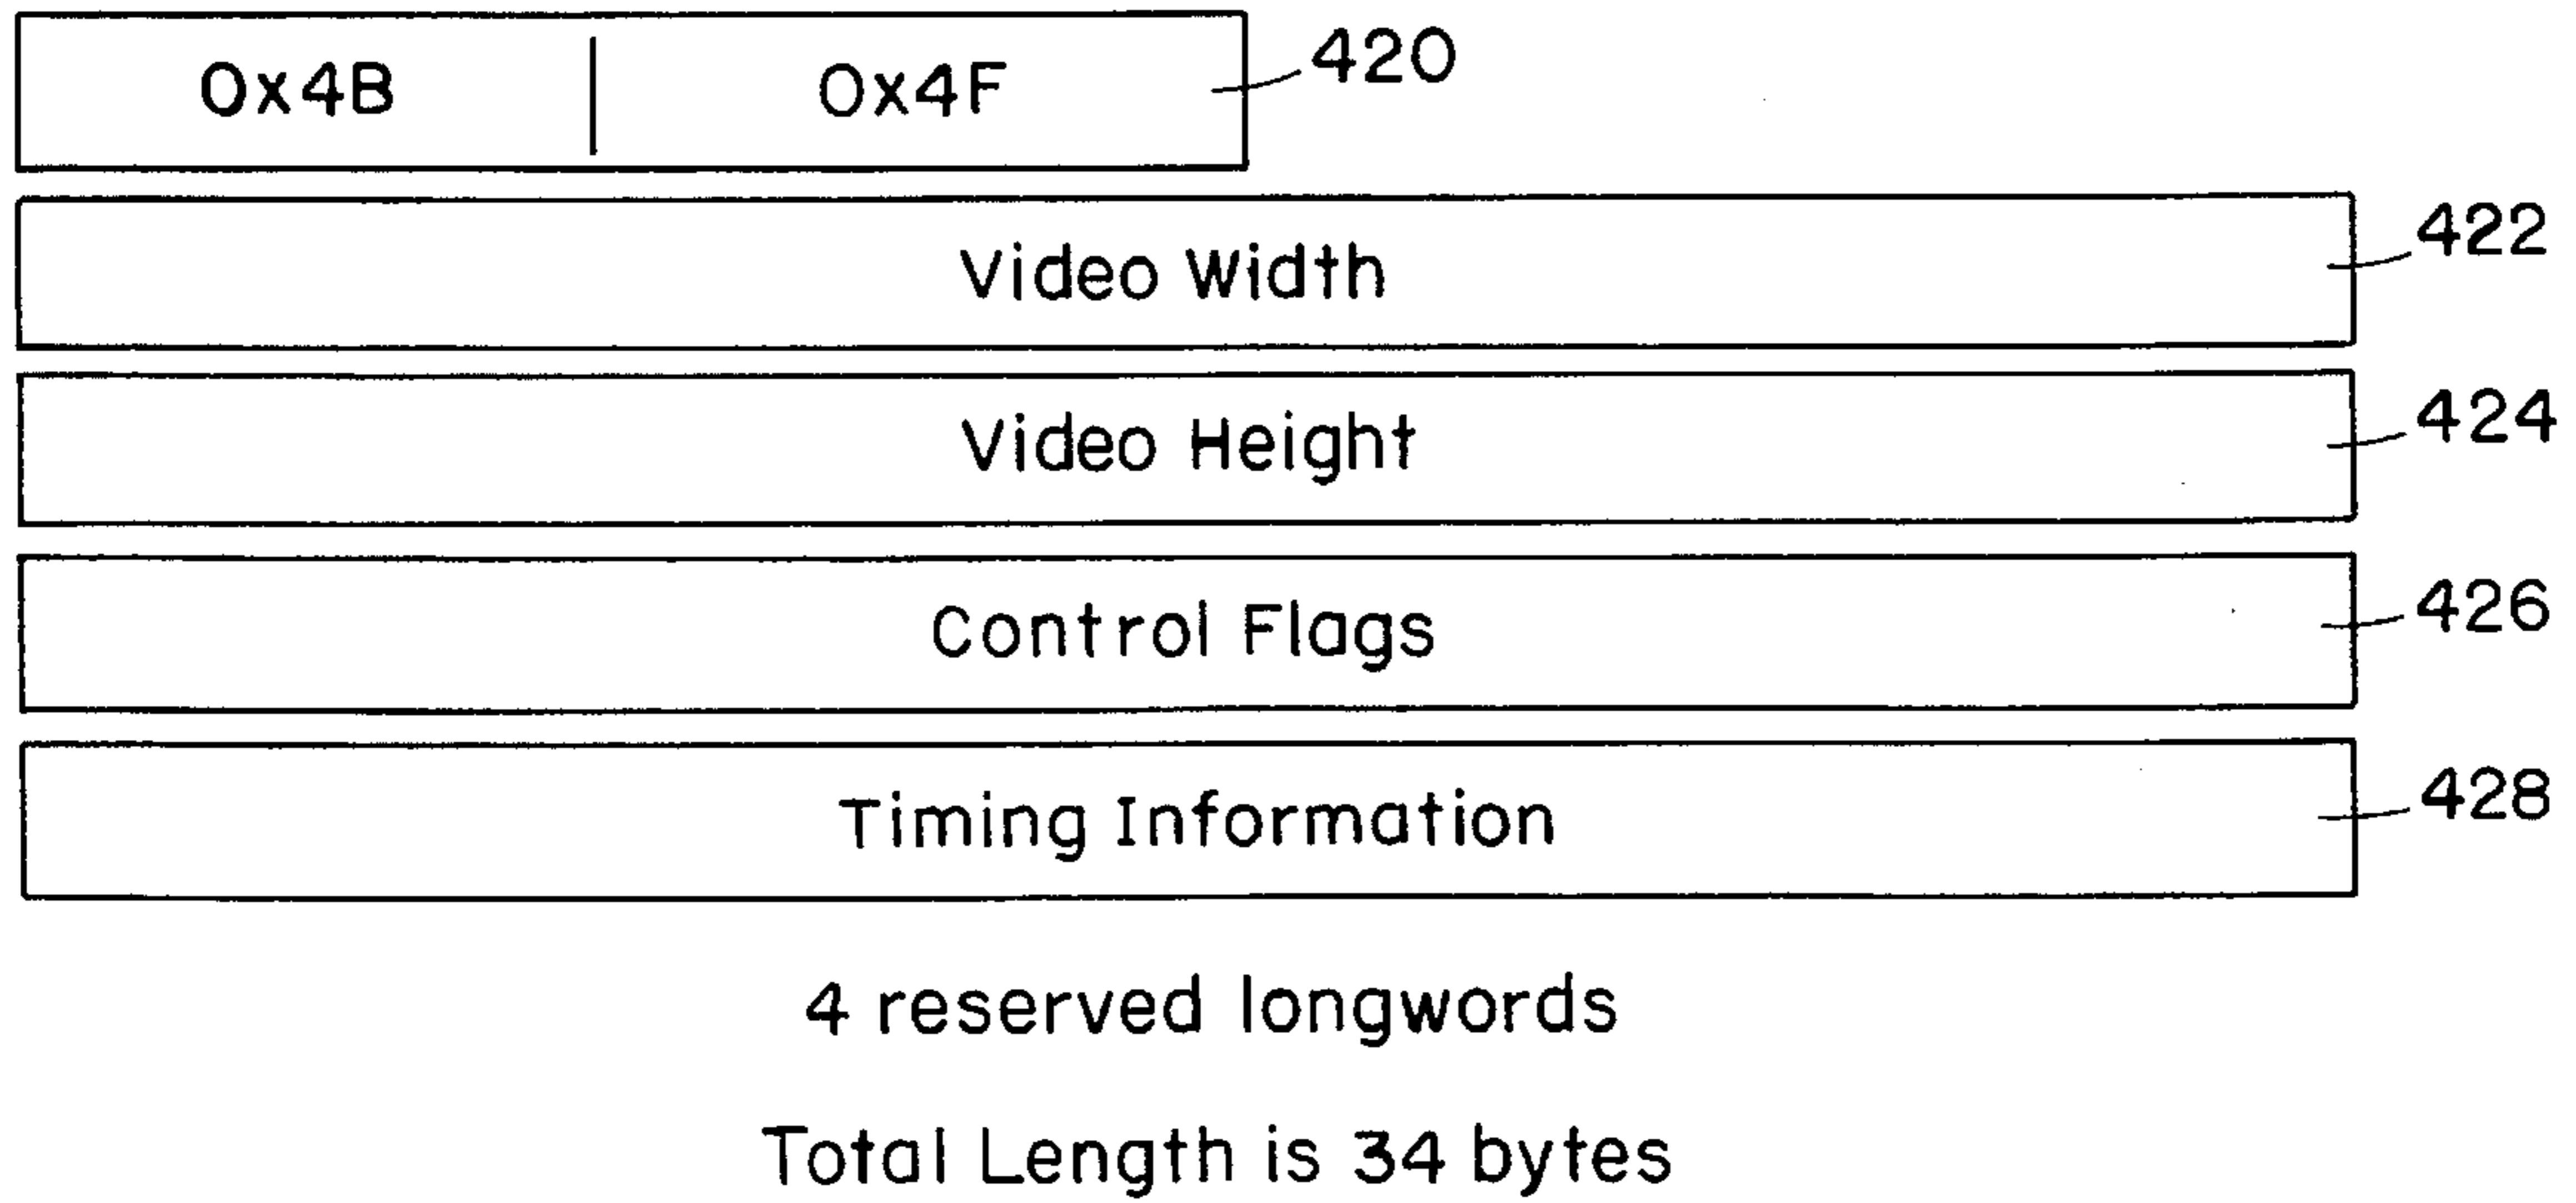 0x4B 0x4F 420
Video Width 422
Video Height 424
Control Flags 426
Timing Information 428
4 reserved longwords
Total Length is 34 bytes